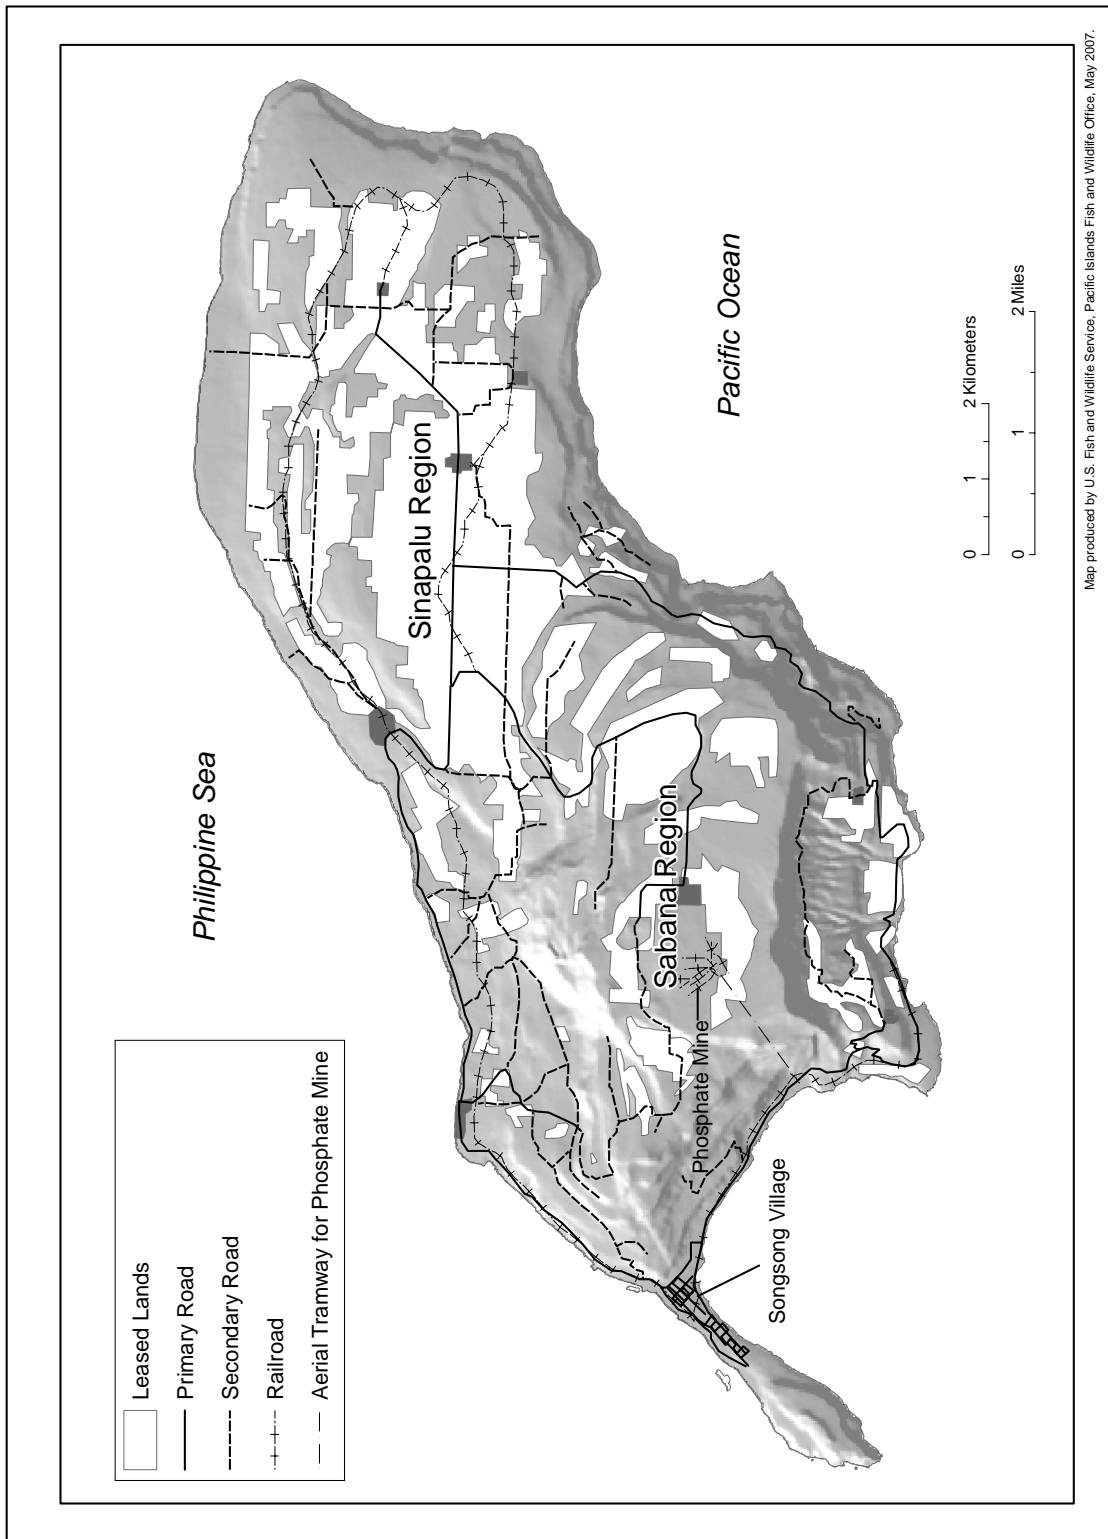 Philippine Sea
Pacific Ocean
Sinapalu Region
Sabana Region
Phosphate Mine
Songsong Village
Leased Lands
Primary Road
Secondary Road
Railroad
Aerial Tramway for Phosphate Mine
0 1 2 Kilometers
0 1 2 Miles
Map produced by U.S. Fish and Wildlife Service, Pacific Islands Fish and Wildlife Office, May 2007.